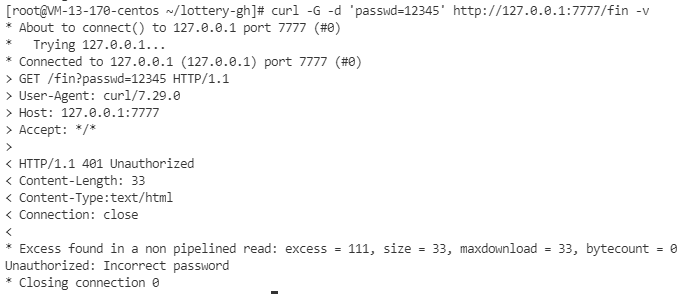 [root@VM-13-170-centos ~/lottery-gh]# curl -G -d 'passwd=12345' http://127.0.0.1:7777/fin -v
* About to connect() to 127.0.0.1 port 7777 (#0)
*   Trying 127.0.0.1...
* Connected to 127.0.0.1 (127.0.0.1) port 7777 (#0)
> GET /fin?passwd=12345 HTTP/1.1
> User-Agent: curl/7.29.0
> Host: 127.0.0.1:7777
> Accept: */*
>
< HTTP/1.1 401 Unauthorized
< Content-Length: 33
< Content-Type:text/html
< Connection: close
<
* Excess found in a non pipelined read: excess = 111, size = 33, maxdownload = 33, bytecount = 0
Unauthorized: Incorrect password
* Closing connection 0